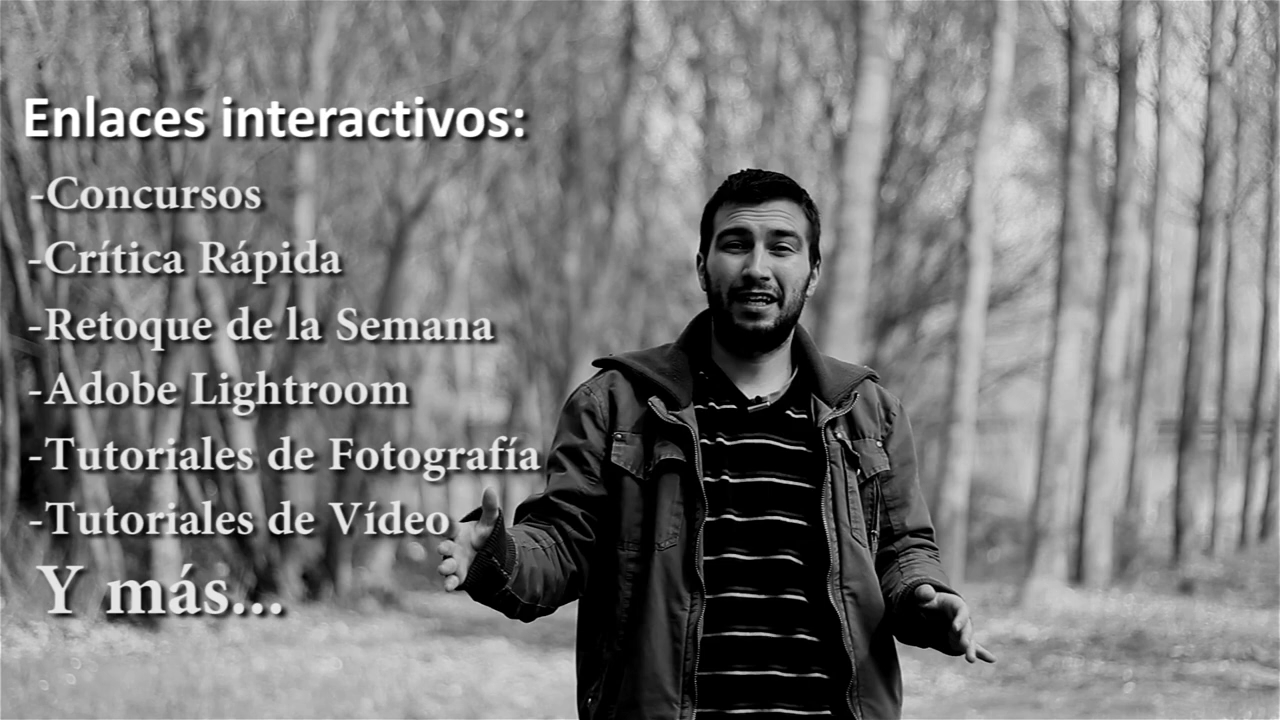 Enlaces interactivos:
-Concursos
-Crítica Rápida
-Retoque de la Semana
-Adobe Lightroom
-Tutoriales de Fotografía
-Tutoriales de Vídeo
Y más...